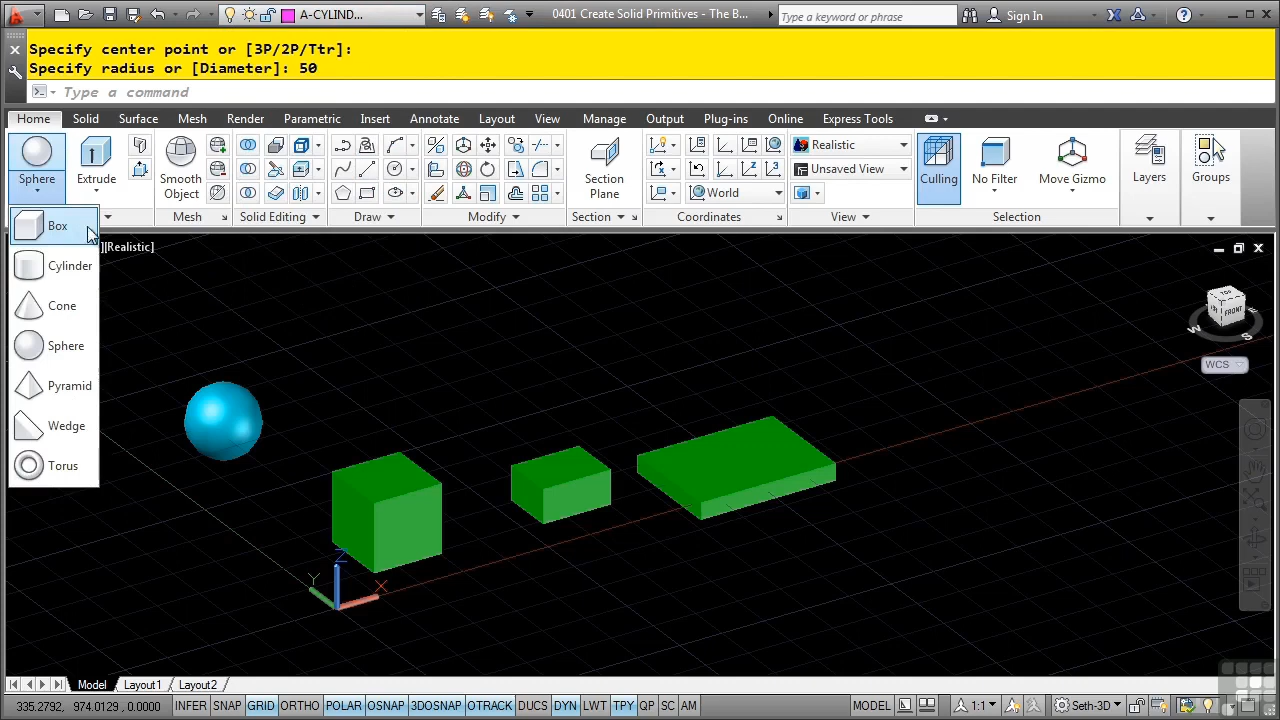 A-CYLIND...
0401 Create Solid Primitives - The B...
Type a keyword or phrase
Sign In
Specify center point or [3P/2P/Ttr]:
Specify radius or [Diameter]: 50
Type a command
Home Solid Surface Mesh Render Parametric Insert Annotate Layout View Manage Output Plug-ins Online Express Tools
Sphere
Extrude
Smooth Object
Section Plane
World
Realistic
Unsaved View
Culling
No Filter
Move Gizmo
Layers
Groups
Mesh
Solid Editing
Draw
Modify
Section
Coordinates
View
Selection
][Realistic]
Box
Cylinder
Cone
Sphere
Pyramid
Wedge
Torus
TOP
FRONT
W
S
E
WCS
Z
Y
X
Model Layout1 Layout2
335.2792, 974.0129, 0.0000
INFER SNAP GRID ORTHO POLAR OSNAP 3DOSNAP OTRACK DUCS DYN LWT TPY QP SC AM
MODEL
1:1
Seth-3D